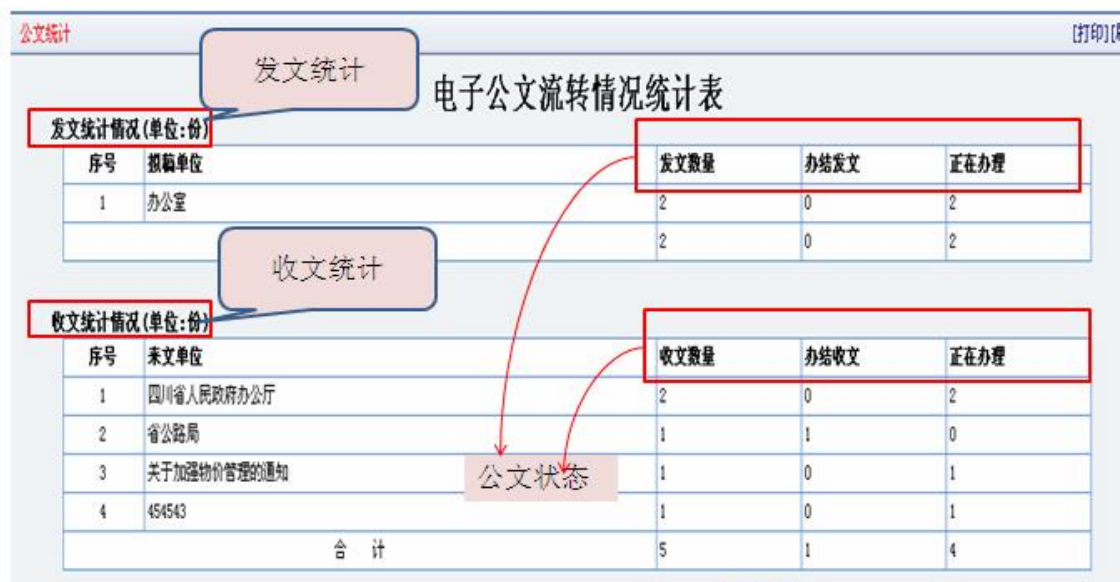 公文统计 [打印][
发文统计
电子公文流转情况统计表
发文统计情况(单位:份)
序号 拟稿单位 发文数量 办结发文 正在办理
1 办公室 2 0 2
2 0 2
收文统计
收文统计情况(单位:份)
序号 来文单位 收文数量 办结收文 正在办理
1 四川省人民政府办公厅 2 0 2
2 省公路局 1 1 0
3 关于加强物价管理的通知 1 0 1
4 454543 1 0 1
公文状态
合 计 5 1 4